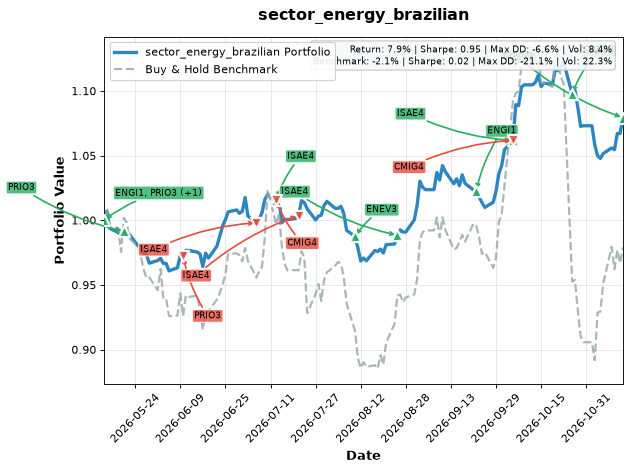 sector_energy_brazilian
sector_energy_brazilian Portfolio
Buy & Hold Benchmark
Return: 7.9% | Sharpe: 0.95 | Max DD: -6.6% | Vol: 8.4%
Benchmark: -2.1% | Sharpe: 0.02 | Max DD: -21.1% | Vol: 22.3%
Portfolio Value
1.10
1.05
1.00
0.95
0.90
PRIO3
ENGI1, PRIO3 (+1)
ISAE4
ISAE4
PRIO3
ISAE4
ISAE4
CMIG4
ENEV3
ISAE4
CMIG4
ENGI1
2026-05-24
2026-06-09
2026-06-25
2026-07-11
2026-07-27
2026-08-12
2026-08-28
2026-09-13
2026-09-29
2026-10-15
2026-10-31
Date